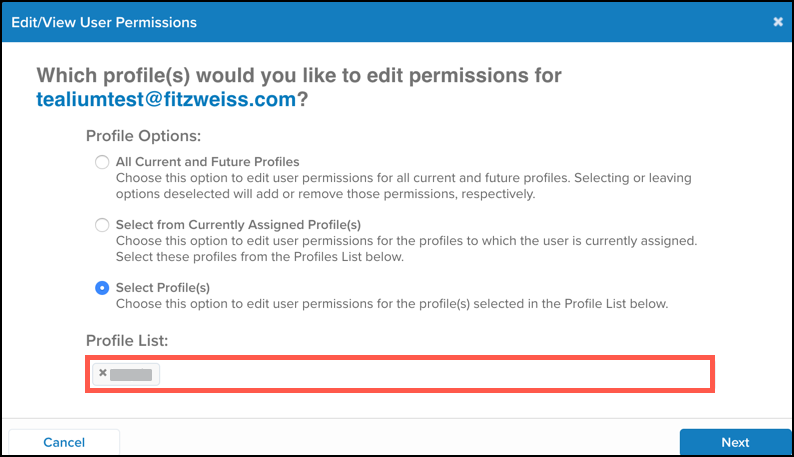 Edit/View User Permissions
Which profile(s) would you like to edit permissions for
tealiumtest@fitzweiss.com?
Profile Options:
All Current and Future Profiles
Choose this option to edit user permissions for all current and future profiles. Selecting or leaving
options deselected will add or remove those permissions, respectively.
Select from Currently Assigned Profile(s)
Choose this option to edit user permissions for the profiles to which the user is currently assigned.
Select these profiles from the Profiles List below.
Select Profile(s)
Choose this option to edit user permissions for the profile(s) selected in the Profile List below.
Profile List:
Cancel
Next